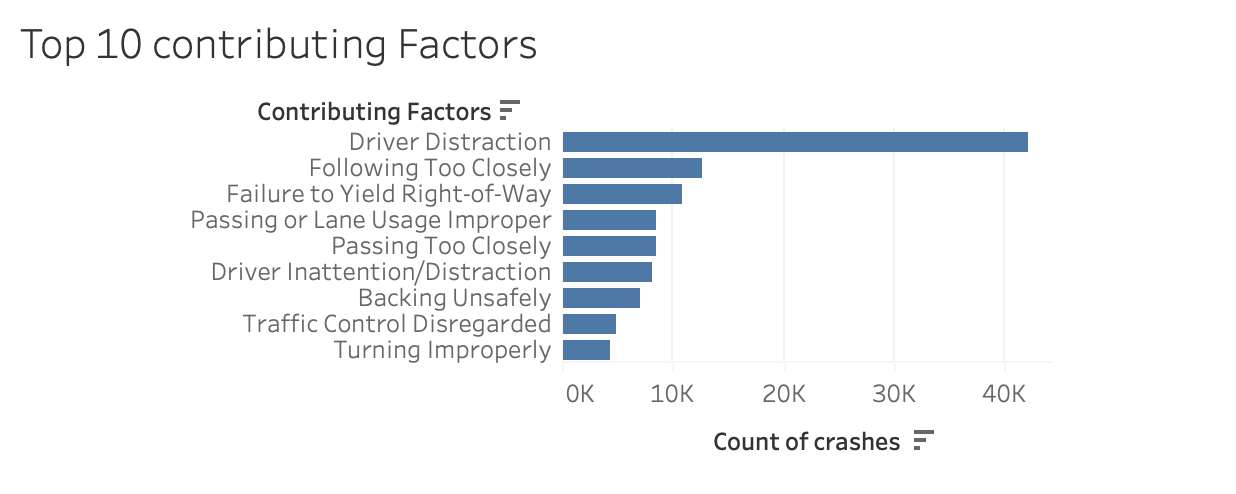 Top 10 contributing Factors
Contributing Factors
Driver Distraction
Following Too Closely
Failure to Yield Right-of-Way
Passing or Lane Usage Improper
Passing Too Closely
Driver Inattention/Distraction
Backing Unsafely
Traffic Control Disregarded
Turning Improperly
0K 10K 20K 30K 40K
Count of crashes